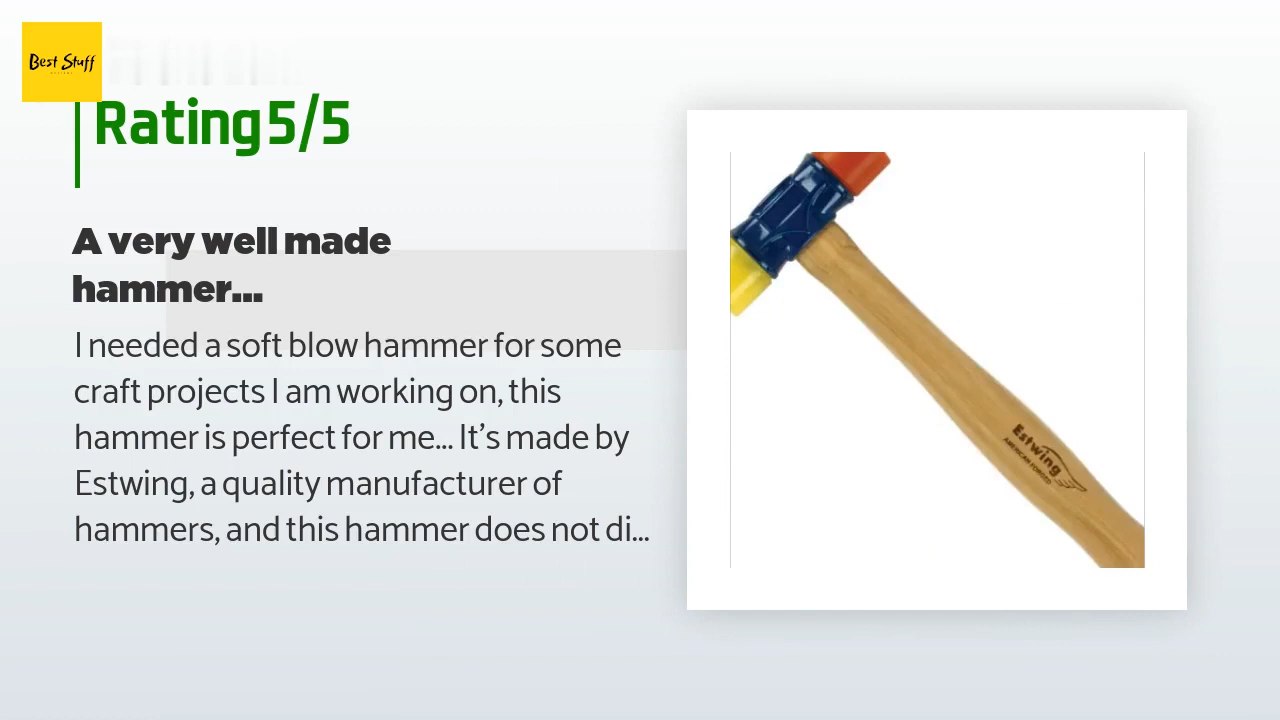 Best Stuff
Rating 5/5
A very well made
hammer...
I needed a soft blow hammer for some
craft projects I am working on, this
hammer is perfect for me... It's made by
Estwing, a quality manufacturer of
hammers, and this hammer does not di...
Estwing
AMERICAN FORGED